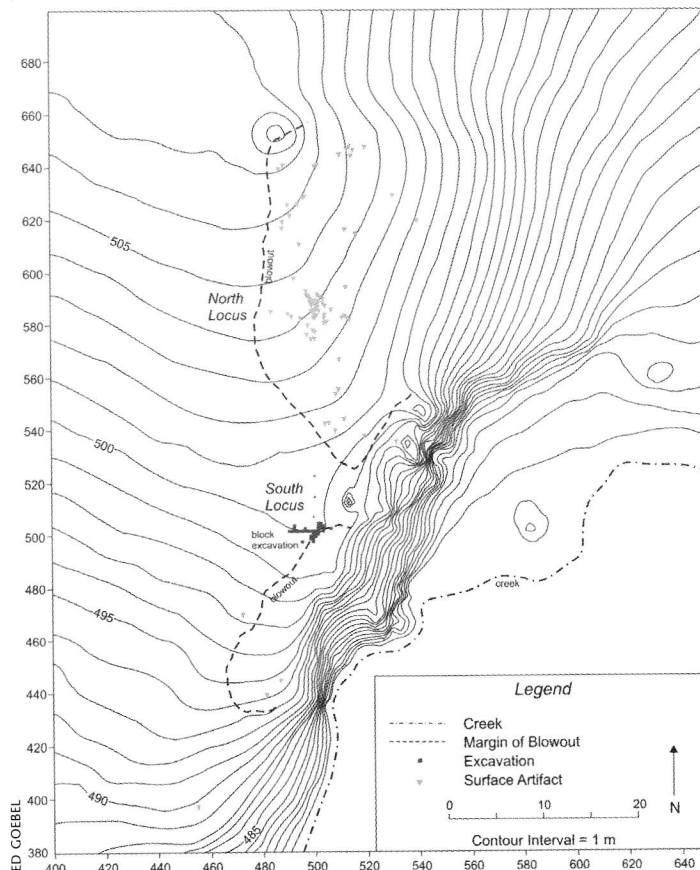 680
660
640
620
505
600
blowout
North
Locus
580
560
540
500
520
South
Locus
block
excavation
500
blowout
creek
480
495
460
440
420
490
400
485
380
400 420 440 460 480 500 520 540 560 580 600 620 640
Legend
Creek
Margin of Blowout
Excavation
Surface Artifact
0 10 20
N
Contour Interval = 1 m
ED GOEBEL